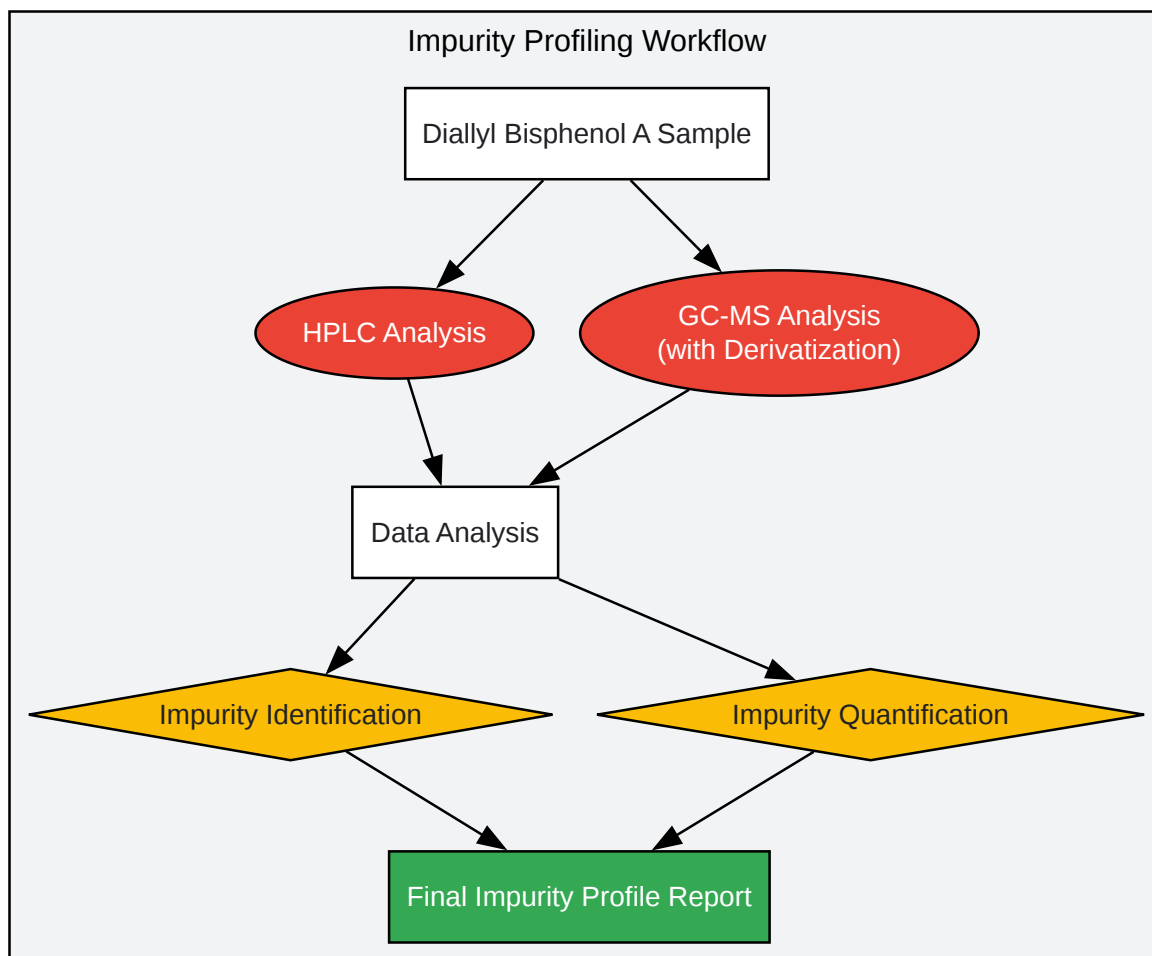 Impurity Profiling Workflow
Diallyl Bisphenol A Sample
HPLC Analysis
GC-MS Analysis
(with Derivatization)
Data Analysis
Impurity Identification
Impurity Quantification
Final Impurity Profile Report